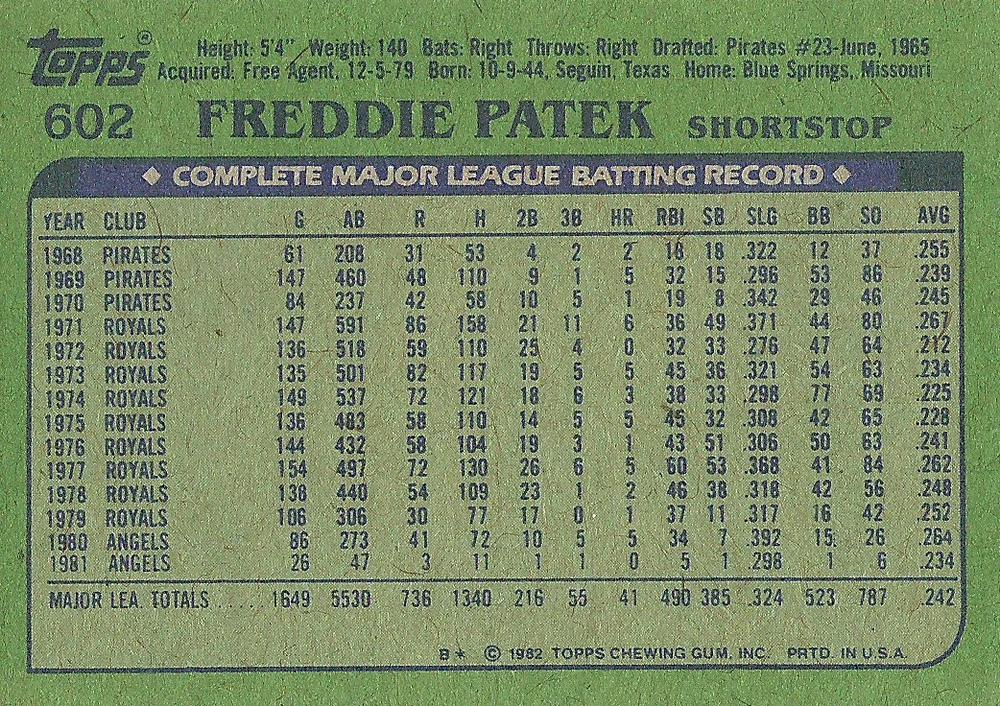 Topps® Height: 5'4" Weight: 140 Bats: Right Throws: Right Drafted: Pirates #23-June, 1965
Acquired: Free Agent, 12-5-79 Born: 10-9-44, Seguin, Texas Home: Blue Springs, Missouri
602 FREDDIE PATEK SHORTSTOP
◆ COMPLETE MAJOR LEAGUE BATTING RECORD ◆
YEAR CLUB G AB R H 2B 3B HR RBI SB SLG BB SO AVG
1968 PIRATES 61 208 31 53 4 2 2 18 18 .322 12 37 .255
1969 PIRATES 147 460 48 110 9 1 5 32 15 .296 53 86 .239
1970 PIRATES 84 237 42 58 10 5 1 19 8 .342 29 46 .245
1971 ROYALS 147 591 86 158 21 11 6 36 49 .371 44 80 .267
1972 ROYALS 136 518 59 110 25 4 0 32 33 .276 47 64 .212
1973 ROYALS 135 501 82 117 19 5 5 45 36 .321 54 63 .234
1974 ROYALS 149 537 72 121 18 6 3 38 33 .298 77 69 .225
1975 ROYALS 136 483 58 110 14 5 5 45 32 .308 42 65 .228
1976 ROYALS 144 432 58 104 19 3 1 43 51 .306 50 63 .241
1977 ROYALS 154 497 72 130 26 6 5 60 53 .368 41 84 .262
1978 ROYALS 138 440 54 109 23 1 2 46 38 .318 42 56 .248
1979 ROYALS 106 306 30 77 17 0 1 37 11 .317 16 42 .252
1980 ANGELS 86 273 41 72 10 5 5 34 7 .392 15 26 .264
1981 ANGELS 26 47 3 11 1 1 0 5 1 .298 1 6 .234
MAJOR LEA. TOTALS .... 1649 5530 736 1340 216 55 41 490 385 .324 523 787 .242
B* © 1982 TOPPS CHEWING GUM, INC. PRTD. IN U.S.A.